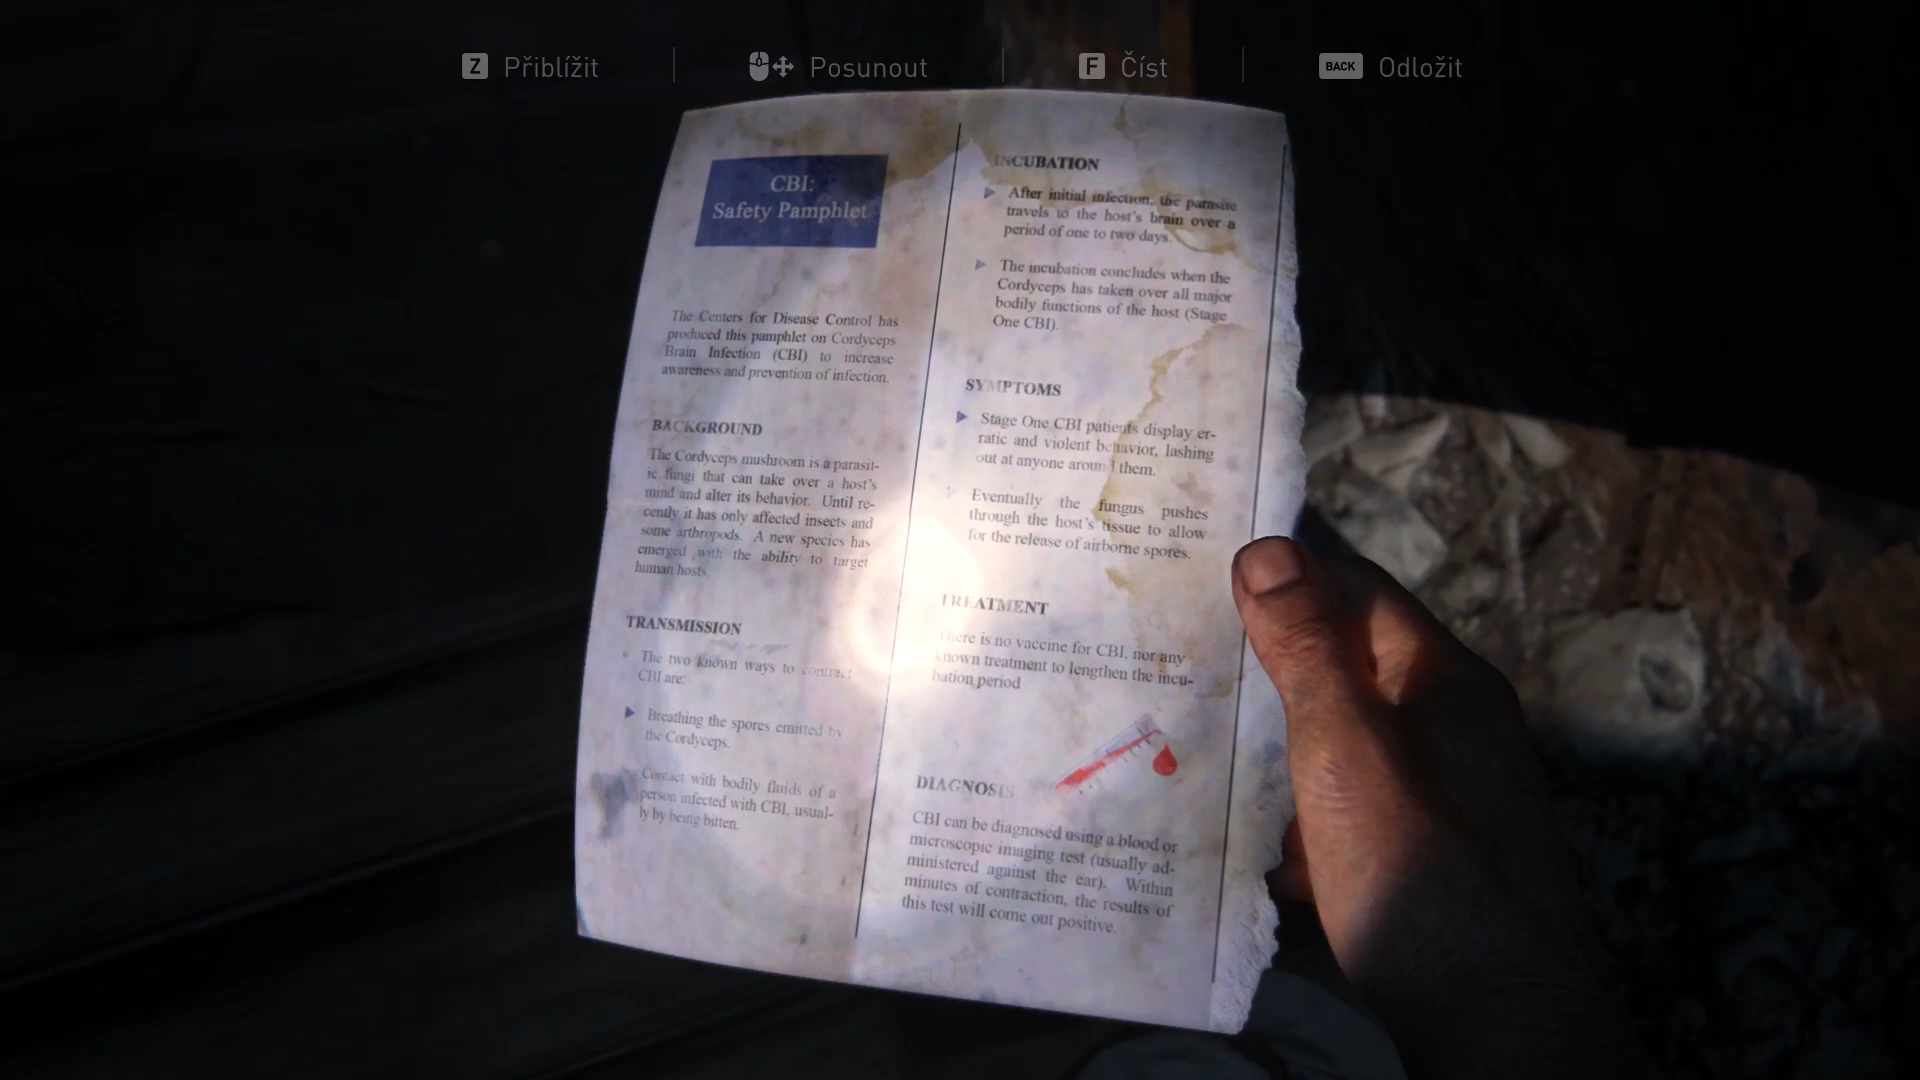 Z Přiblížit
Posunout
F Číst
BACK Odložit
CBI:
Safety Pamphlet
The Centers for Disease Control has
produced this pamphlet on Cordyceps
Brain Infection (CBI) to increase
awareness and prevention of infection.
BACKGROUND
The Cordyceps mushroom is a parasit-
ic fungi that can take over a host's
mind and alter its behavior. Until re-
cently it has only affected insects and
some arthropods. A new species has
emerged with the ability to target
human hosts.
TRANSMISSION
The two known ways to contract
CBI are:
Breathing the spores emitted by
the Cordyceps.
Contact with bodily fluids of a
person infected with CBI, usual-
ly by being bitten.
INCUBATION
After initial infection, the parasite
travels to the host's brain over a
period of one to two days.
The incubation concludes when the
Cordyceps has taken over all major
bodily functions of the host (Stage
One CBI).
SYMPTOMS
Stage One CBI patients display er-
ratic and violent behavior, lashing
out at anyone around them.
Eventually the fungus pushes
through the host's tissue to allow
for the release of airborne spores.
TREATMENT
There is no vaccine for CBI, nor any
known treatment to lengthen the incu-
bation period
DIAGNOSIS
CBI can be diagnosed using a blood or
microscopic imaging test (usually ad-
ministered against the ear). Within
minutes of contraction, the results of
this test will come out positive.